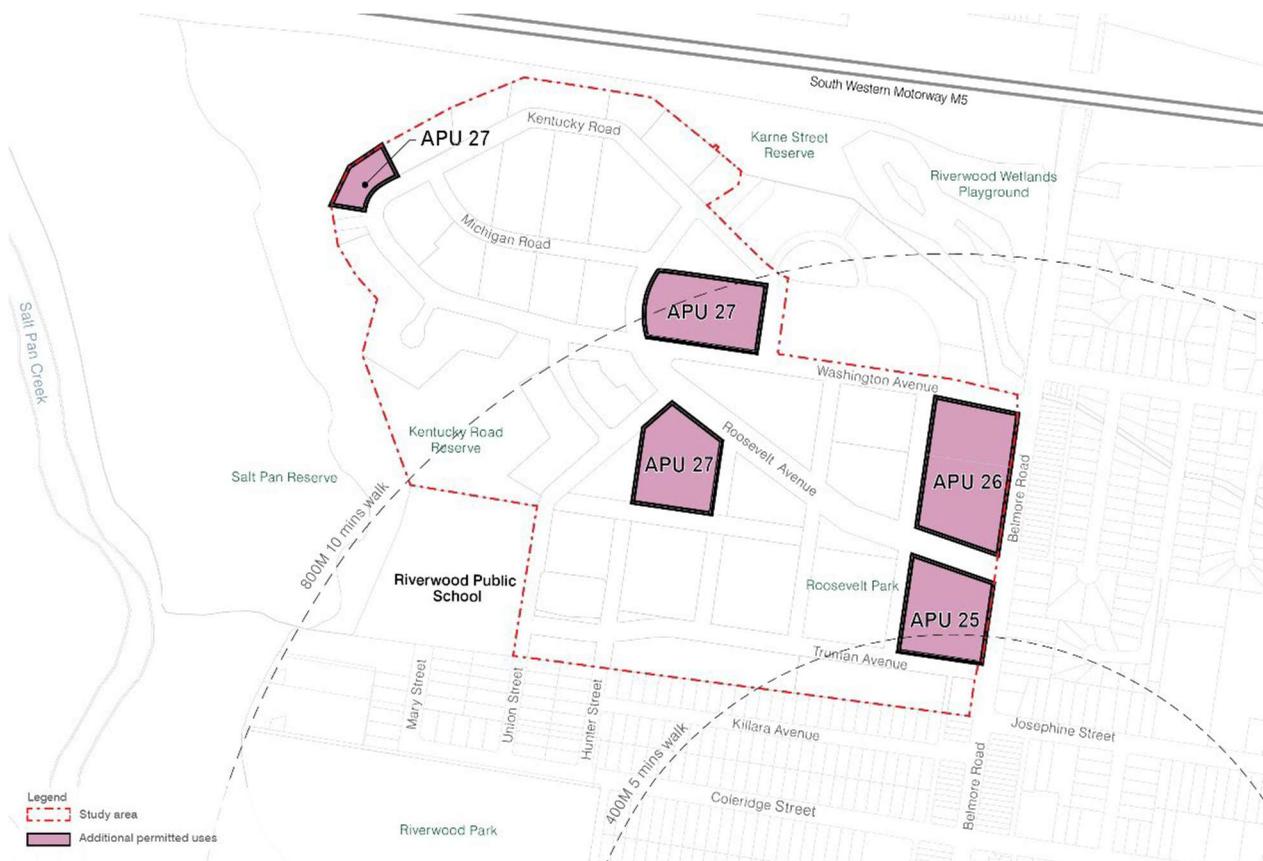 South Western Motorway M5
Kentucky Road
APU 27
Karne Street
Reserve
Riverwood Wetlands
Playground
Michigan Road
APU 27
Salt Pan Creek
Washington Avenue
Kentucky Road
Reserve
Roosevelt Avenue
APU 27
APU 26
Belmore Road
Salt Pan Reserve
800M 10 mins walk
Riverwood Public
School
Roosevelt Park
APU 25
Truman Avenue
Mary Street
Union Street
Hunter Street
Killara Avenue
Josephine Street
400M 5 mins walk
Belmore Road
Coleridge Street
Riverwood Park
Legend
Study area
Additional permitted uses